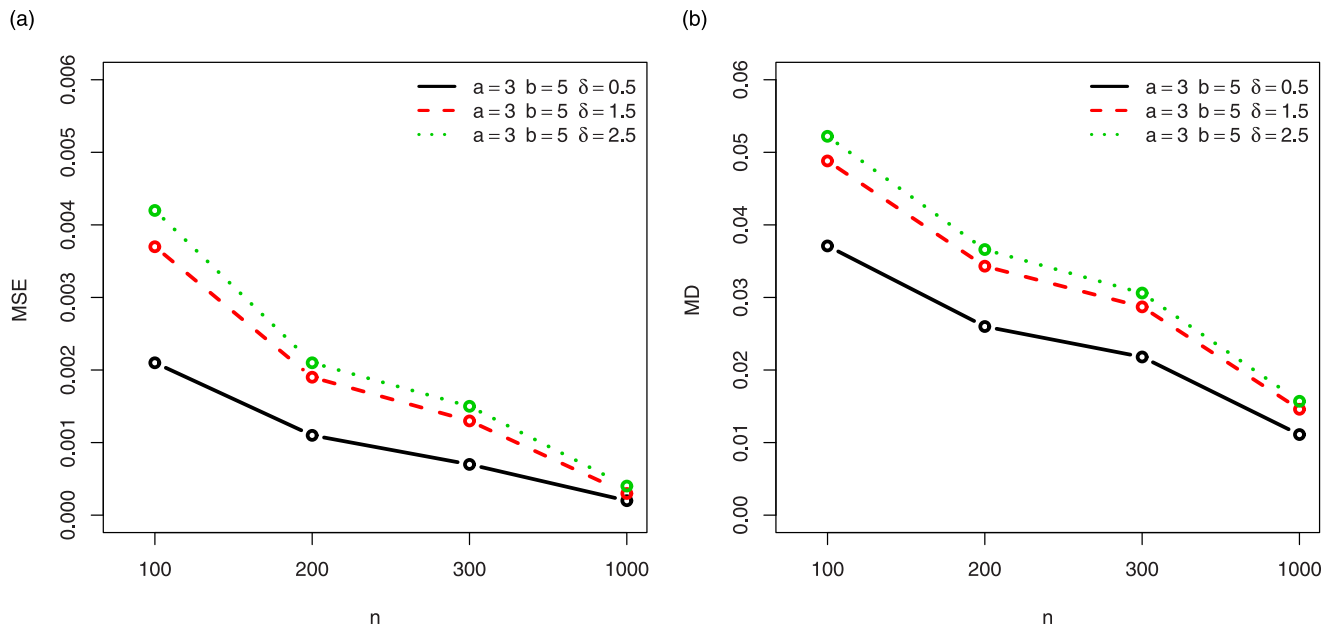 (a)
a = 3 b = 5 δ = 0.5
a = 3 b = 5 δ = 1.5
a = 3 b = 5 δ = 2.5
0.006
0.005
0.004
0.003
0.002
0.001
0.000
MSE
100 200 300 1000
n
(b)
a = 3 b = 5 δ = 0.5
a = 3 b = 5 δ = 1.5
a = 3 b = 5 δ = 2.5
0.06
0.05
0.04
0.03
0.02
0.01
0.00
MD
100 200 300 1000
n